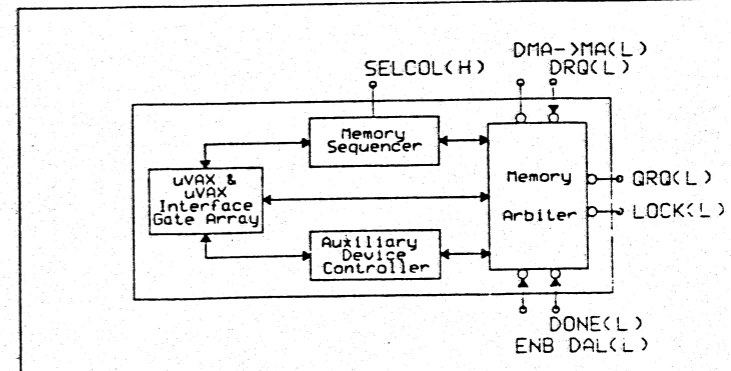 DMA->MA(L)
SELCOL(H)
DRQ(L)
Memory
Sequencer
uVAX &
uVAX
Interface
Gate Array
Memory
Arbiter
QRQ(L)
LOCK(L)
Auxiliary
Device
Controller
DONE(L)
ENB DAL(L)